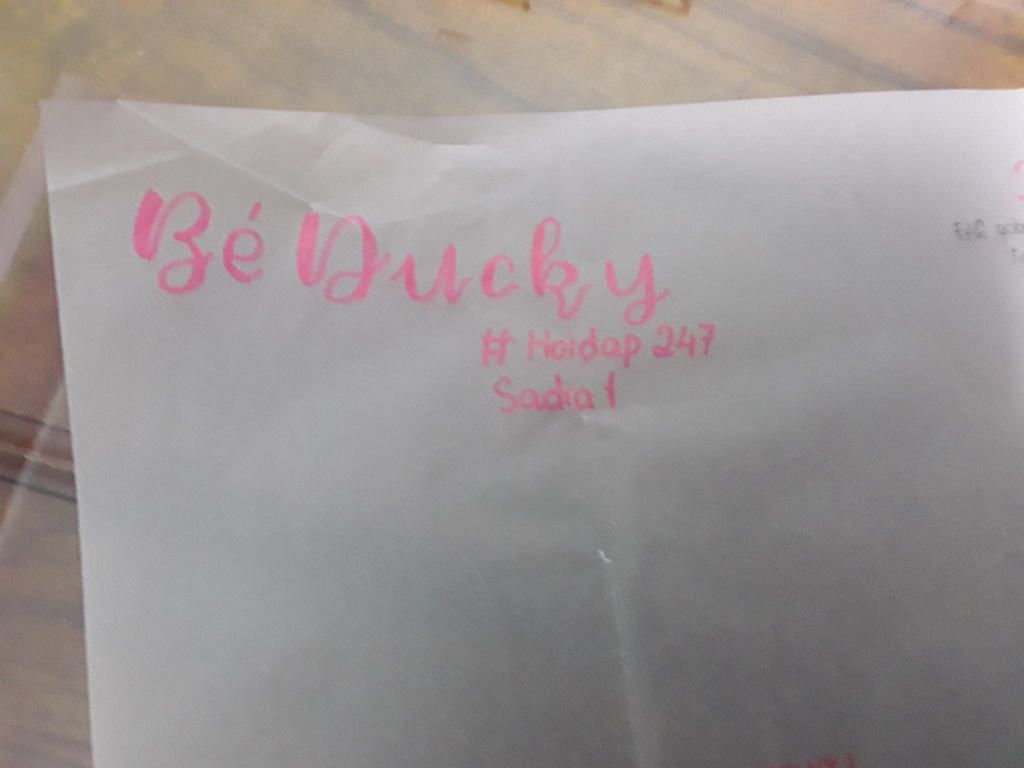 Bé Ducky
# Hoidap 247
Sadra 1